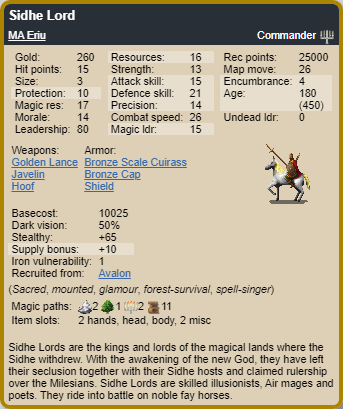 Sidhe Lord
MA Eriu Commander
Gold: 260 Resources: 16 Rec points: 25000
Hit points: 15 Strength: 13 Map move: 26
Size: 3 Attack skill: 15 Encumbrance: 4
Protection: 10 Defence skill: 21 Age: 180
Magic res: 17 Precision: 14 (450)
Morale: 14 Combat speed: 26 Undead ldr: 0
Leadership: 80 Magic ldr: 15
Weapons: Armor:
Golden Lance Bronze Scale Cuirass
Javelin Bronze Cap
Hoof Shield
Basecost: 10025
Dark vision: 50%
Stealthy: +65
Supply bonus: +10
Iron vulnerability: 1
Recruited from: Avalon
(Sacred, mounted, glamour, forest-survival, spell-singer)
Magic paths: 2 1 2 11
Item slots: 2 hands, head, body, 2 misc
Sidhe Lords are the kings and lords of the magical lands where the
Sidhe withdrew. With the awakening of the new God, they have left
their seclusion together with their Sidhe hosts and claimed rulership
over the Milesians. Sidhe Lords are skilled illusionists, Air mages and
poets. They ride into battle on noble fay horses.